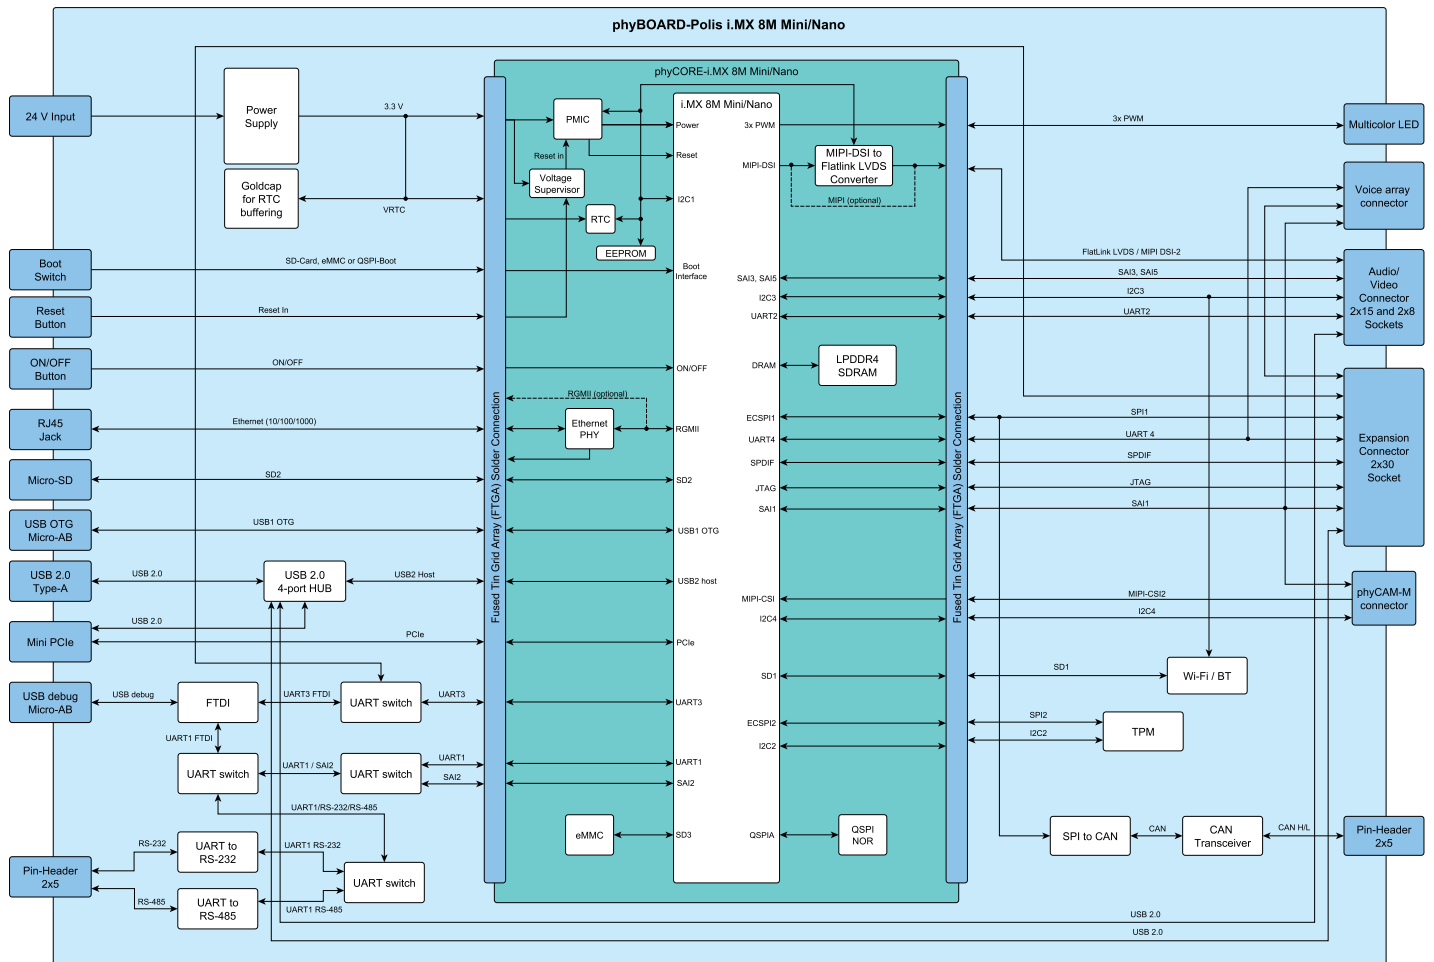 phyBOARD-Polis i.MX 8M Mini/Nano
phyCORE-i.MX 8M Mini/Nano
24 V Input
Power
Supply
3.3 V
Goldcap
for RTC
buffering
VRTC
Boot
Switch
SD-Card, eMMC or QSPI-Boot
Reset
Button
Reset In
ON/OFF
Button
ON/OFF
RJ45
Jack
Ethernet (10/100/1000)
Micro-SD
SD2
USB OTG
Micro-AB
USB1 OTG
USB 2.0
Type-A
USB 2.0
USB 2.0
4-port HUB
USB2 Host
Mini PCIe
USB 2.0
PCIe
USB debug
Micro-AB
USB debug
FTDI
UART3 FTDI
UART switch
UART3
UART1 FTDI
UART switch
UART1 / SAI2
UART switch
UART1
SAI2
UART1/RS-232/RS-485
Pin-Header
2x5
RS-232
UART to
RS-232
UART1 RS-232
UART switch
RS-485
UART to
RS-485
UART1 RS-485
Fused Tin Grid Array (FTGA) Solder Connection
PMIC
Reset in
Voltage
Supervisor
RTC
EEPROM
RGMII (optional)
Ethernet
PHY
eMMC
i.MX 8M Mini/Nano
Power
Reset
I2C1
Boot
Interface
ON/OFF
RGMII
SD2
USB1 OTG
USB2 host
PCIe
UART3
UART1
SAI2
SD3
3x PWM
MIPI-DSI
SAI3, SAI5
I2C3
UART2
DRAM
ECSPI1
UART4
SPDIF
JTAG
SAI1
MIPI-CSI
I2C4
SD1
ECSPI2
I2C2
QSPIA
MIPI-DSI to
Flatlink LVDS
Converter
MIPI (optional)
LPDDR4
SDRAM
QSPI
NOR
Fused Tin Grid Array (FTGA) Solder Connection
3x PWM
Multicolor LED
Voice array
connector
FlatLink LVDS / MIPI DSI-2
SAI3, SAI5
I2C3
UART2
Audio/
Video
Connector
2x15 and 2x8
Sockets
SPI1
UART 4
SPDIF
JTAG
SAI1
Expansion
Connector
2x30
Socket
MIPI-CSI2
I2C4
phyCAM-M
connector
SD1
Wi-Fi / BT
SPI2
I2C2
TPM
SPI to CAN
CAN
CAN
Transceiver
CAN H/L
Pin-Header
2x5
USB 2.0
USB 2.0